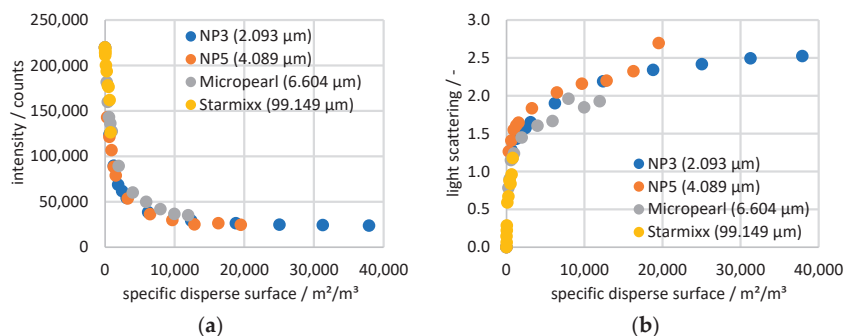 250,000
200,000
150,000
100,000
50,000
0
intensity / counts
NP3 (2.093 µm)
NP5 (4.089 µm)
Micropearl (6.604 µm)
Starmixx (99.149 µm)
0 10,000 20,000 30,000 40,000
specific disperse surface / m²/m³
(a)
3.0
2.5
2.0
1.5
1.0
0.5
0.0
light scattering / -
NP3 (2.093 µm)
NP5 (4.089 µm)
Micropearl (6.604 µm)
Starmixx (99.149 µm)
0 10,000 20,000 30,000 40,000
specific disperse surface / m²/m³
(b)